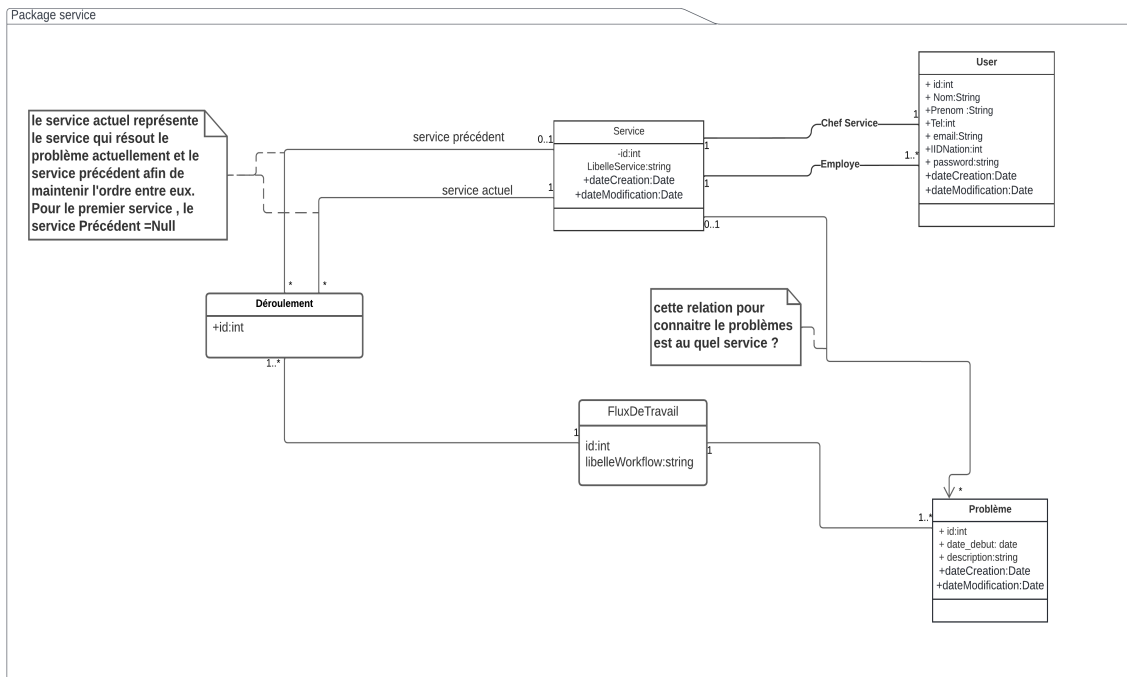 Package service
le service actuel représente
le service qui résout le
problème actuellement et le
service précédent afin de
maintenir l'ordre entre eux.
Pour le premier service , le
service Précédent =Null
service précédent
0..1
service actuel
1
Service
-id:int
LibelleService:string
+dateCreation:Date
+dateModification:Date
1
Chef Service
1
1
Employe
1..*
0..1
User
+ id:int
+ Nom:String
+Prenom :String
+Tel:int
+ email:String
+IIDNation:int
+ password:string
+dateCreation:Date
+dateModification:Date
*
*
Déroulement
+id:int
1..*
cette relation pour
connaitre le problèmes
est au quel service ?
FluxDeTravail
id:int
libelleWorkflow:string
1
1
*
1..*
Problème
+ id:int
+ date_debut: date
+ description:string
+dateCreation:Date
+dateModification:Date